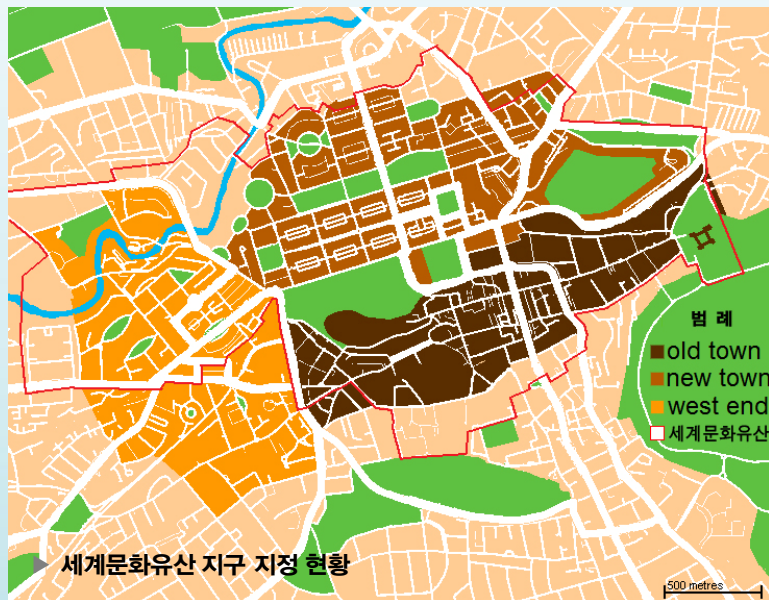 범 례
old town
new town
west end
세계문화유산
세계문화유산 지구 지정 현황
500 metres